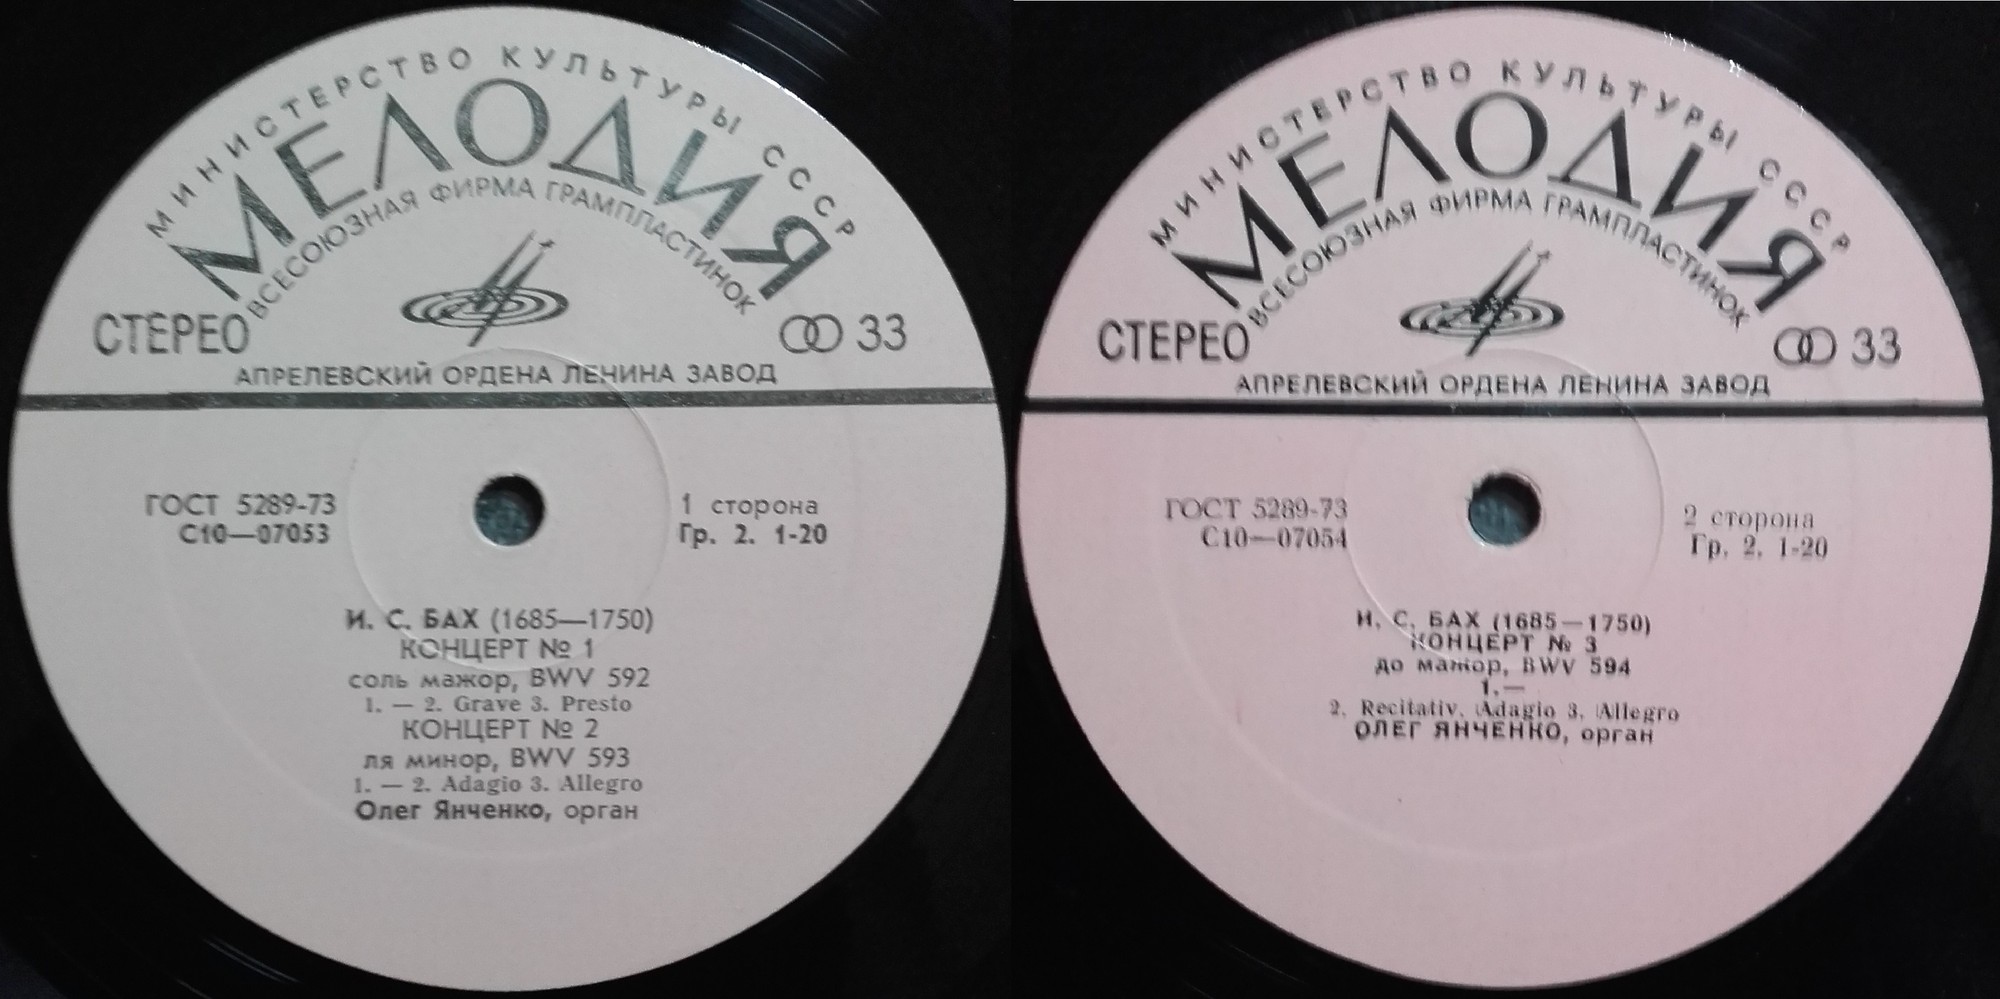 МИНИСТЕРСТВО КУЛЬТУРЫ СССР
МЕЛОДИЯ
ВСЕСОЮЗНАЯ ФИРМА ГРАМПЛАСТИНОК
СТЕРЕО
33
АПРЕЛЕВСКИЙ ОРДЕНА ЛЕНИНА ЗАВОД
ГОСТ 5289-73
С10—07053
1 сторона
Гр. 2. 1-20
И. С. БАХ (1685—1750)
КОНЦЕРТ № 1
соль мажор, BWV 592
1. — 2. Grave 3. Presto
КОНЦЕРТ № 2
ля минор, BWV 593
1. — 2. Adagio 3. Allegro
Олег Янченко, орган
МИНИСТЕРСТВО КУЛЬТУРЫ СССР
МЕЛОДИЯ
ВСЕСОЮЗНАЯ ФИРМА ГРАМПЛАСТИНОК
СТЕРЕО
33
АПРЕЛЕВСКИЙ ОРДЕНА ЛЕНИНА ЗАВОД
ГОСТ 5289-73
С10—07054
2 сторона
Гр. 2. 1-20
И. С. БАХ (1685—1750)
КОНЦЕРТ № 3
до мажор, BWV 594
1.—
2. Recitativ. Adagio 3. Allegro
ОЛЕГ ЯНЧЕНКО, орган